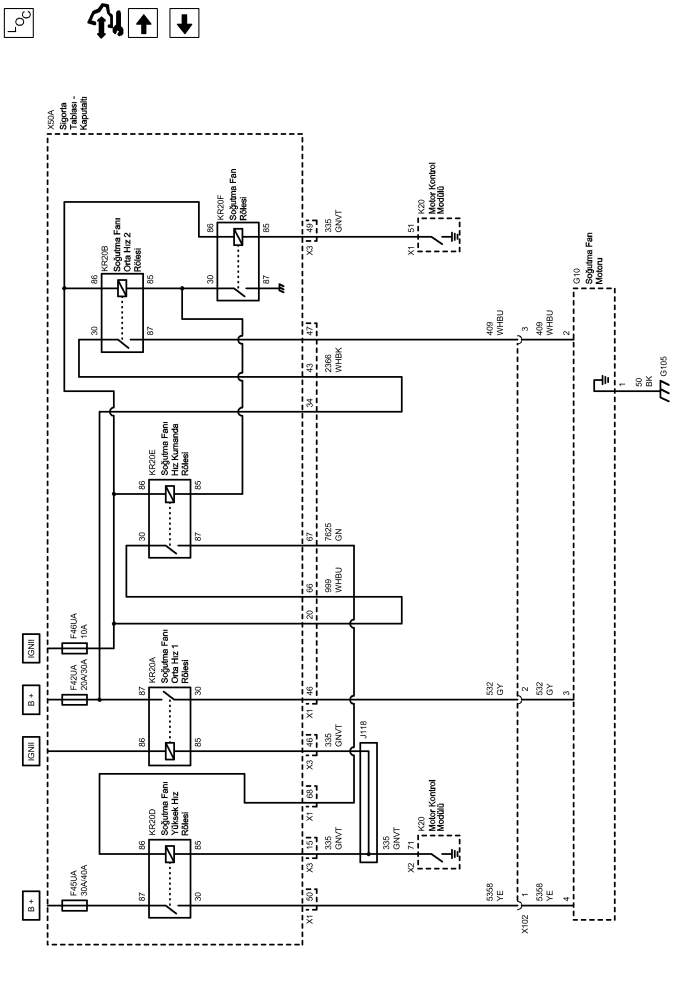 LOC
X50A
Sigorta
Tablası -
Kaputaltı
KR20F
Soğutma Fan
Rölesi
86
85
30
87
49
X3
335
GNVT
51
X1
K20
Motor Kontrol
Modülü
KR20B
Soğutma Fanı
Orta Hız 2
Rölesi
86
85
30
87
47
409
WHBU
3
409
WHBU
2
G10
Soğutma Fan
Motoru
43
2366
WHBK
34
1
50
BK
G105
KR20E
Soğutma Fanı
Hız Kumanda
Rölesi
86
85
30
87
67
7625
GN
66
999
WHBU
20
IGNII
F46UA
10A
B +
F42UA
20A/30A
KR20A
Soğutma Fanı
Orta Hız 1
Rölesi
87
30
86
85
46
X1
532
GY
2
532
GY
3
IGNII
46
X3
335
GNVT
J118
68
X1
KR20D
Soğutma Fanı
Yüksek Hız
Rölesi
86
85
87
30
15
X3
335
GNVT
335
GNVT
71
X2
K20
Motor Kontrol
Modülü
B +
F45UA
30A/40A
50
X1
5358
YE
1
X102
5358
YE
4